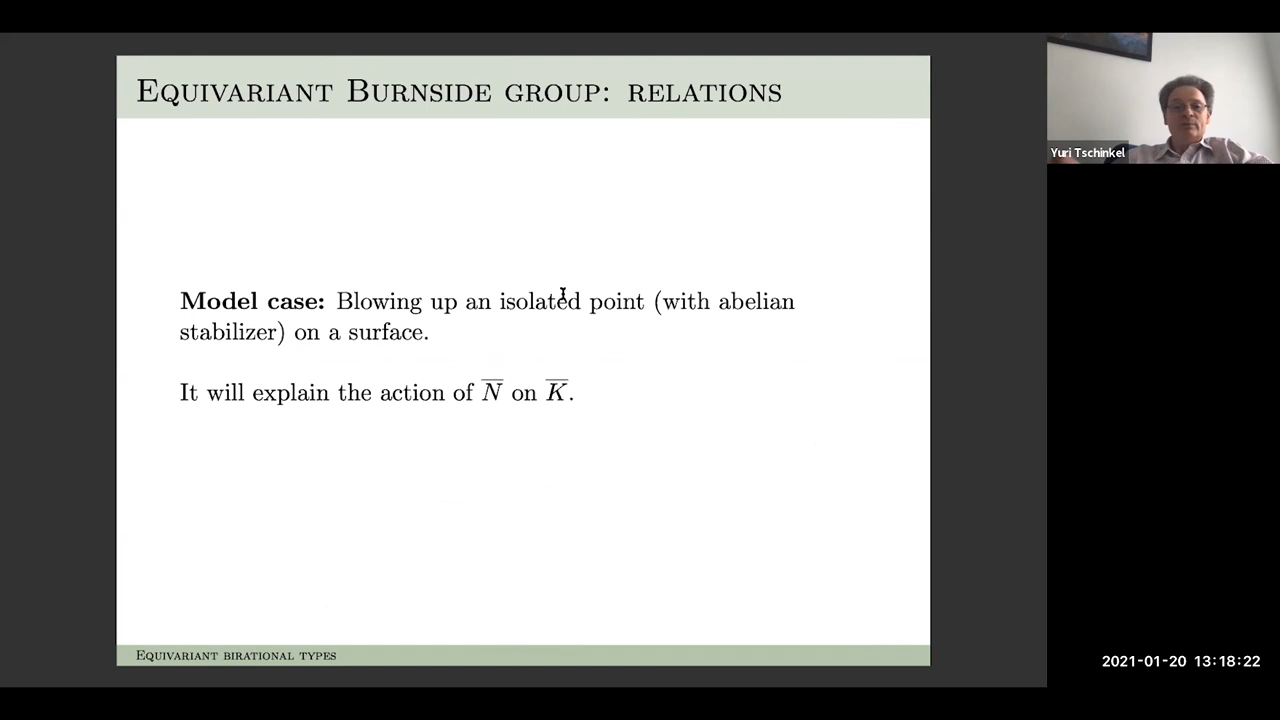 EQUIVARIANT BURNSIDE GROUP: RELATIONS
Yuri Tschinkel
Model case: Blowing up an isolated point (with abelian
stabilizer) on a surface.
It will explain the action of N̅ on K̅.
EQUIVARIANT BIRATIONAL TYPES
2021-01-20 13:18:22